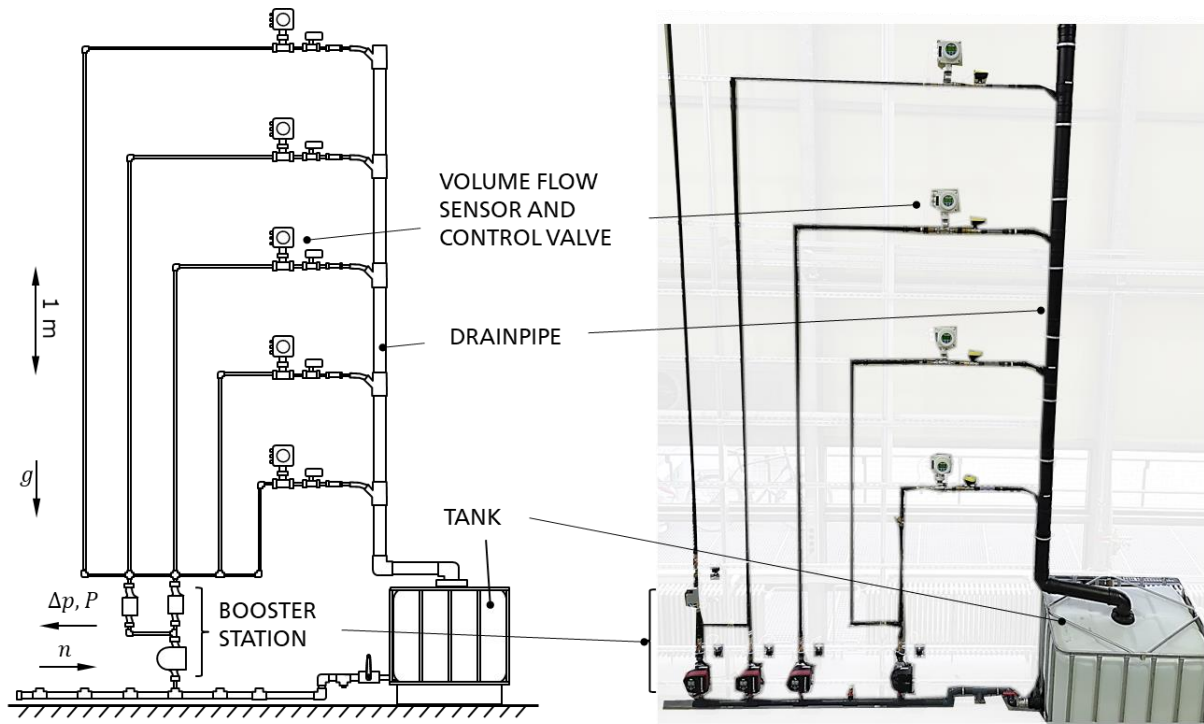 VOLUME FLOW
SENSOR AND
CONTROL VALVE
1 m
DRAINPIPE
g
TANK
Δp, P
BOOSTER
STATION
n